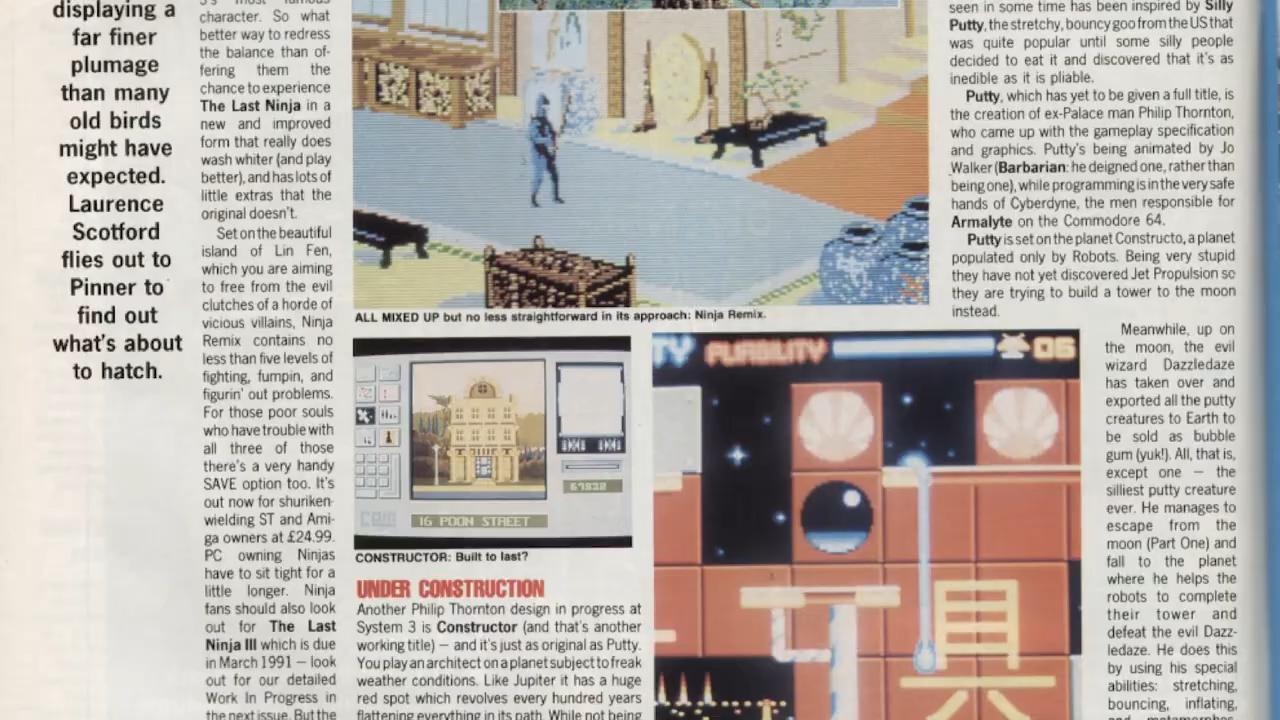 displaying a
far finer
plumage
than many
old birds
might have
expected.
Laurence
Scotford
flies out to
Pinner to
find out
what's about
to hatch.
character. So what
better way to redress
the balance than of-
fering them the
chance to experience
The Last Ninja in a
new and improved
form that really does
wash whiter (and play
better), and has lots of
little extras that the
original doesn't.
Set on the beautiful
island of Lin Fen,
which you are aiming
to free from the evil
clutches of a horde of
vicious villains, Ninja
Remix contains no
less than five levels of
fighting, fumpin, and
figurin' out problems.
For those poor souls
who have trouble with
all three of those
there's a very handy
SAVE option too. It's
out now for shuriken-
wielding ST and Ami-
ga owners at £24.99.
PC owning Ninjas
have to sit tight for a
little longer. Ninja
fans should also look
out for The Last
Ninja III which is due
in March 1991 – look
out for our detailed
Work In Progress in
the next issue. But the
ALL MIXED UP but no less straightforward in its approach: Ninja Remix.
16 POON STREET
CONSTRUCTOR: Built to last?
UNDER CONSTRUCTION
Another Philip Thornton design in progress at
System 3 is Constructor (and that's another
working title) – and it's just as original as Putty.
You play an architect on a planet subject to freak
weather conditions. Like Jupiter it has a huge
red spot which revolves every hundred years
flattening everything in its path. While not being
TY PLIABILITY 06
seen in some time has been inspired by Silly
Putty, the stretchy, bouncy goo from the US that
was quite popular until some silly people
decided to eat it and discovered that it's as
inedible as it is pliable.
Putty, which has yet to be given a full title, is
the creation of ex-Palace man Philip Thornton,
who came up with the gameplay specification
and graphics. Putty's being animated by Jo
Walker (Barbarian: he deigned one, rather than
being one), while programming is in the very safe
hands of Cyberdyne, the men responsible for
Armalyte on the Commodore 64.
Putty is set on the planet Constructo, a planet
populated only by Robots. Being very stupid
they have not yet discovered Jet Propulsion so
they are trying to build a tower to the moon
instead.
Meanwhile, up on
the moon, the evil
wizard Dazzledaze
has taken over and
exported all the putty
creatures to Earth to
be sold as bubble
gum (yuk!). All, that is,
except one – the
silliest putty creature
ever. He manages to
escape from the
moon (Part One) and
fall to the planet
where he helps the
robots to complete
their tower and
defeat the evil Dazz-
ledaze. He does this
by using his special
abilities: stretching,
bouncing, inflating,